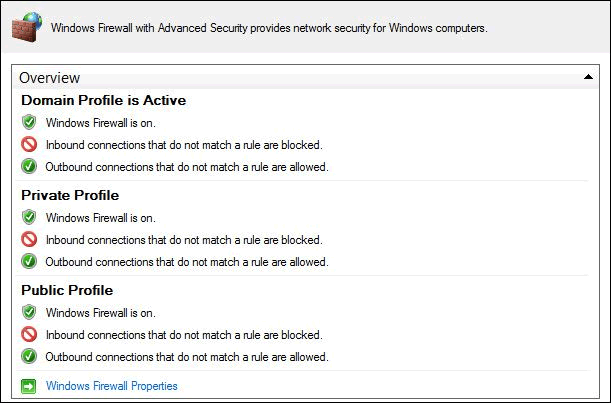 Windows Firewall with Advanced Security provides network security for Windows computers.
Overview
Domain Profile is Active
Windows Firewall is on.
Inbound connections that do not match a rule are blocked.
Outbound connections that do not match a rule are allowed.
Private Profile
Windows Firewall is on.
Inbound connections that do not match a rule are blocked.
Outbound connections that do not match a rule are allowed.
Public Profile
Windows Firewall is on.
Inbound connections that do not match a rule are blocked.
Outbound connections that do not match a rule are allowed.
Windows Firewall Properties